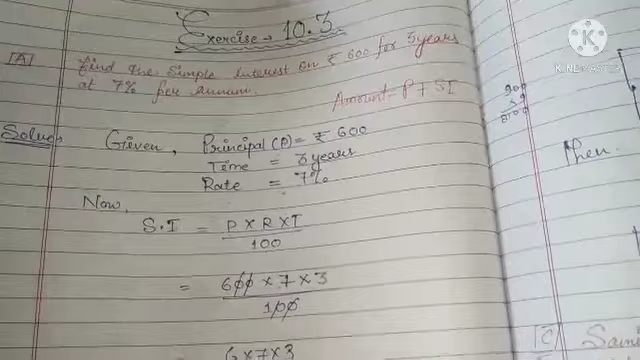 Exercise → 10.3
[A] Find the Simple Interest on ₹ 600 for 3 years
at 7% per Annum.
Amount = P + SI
Solve, Given, Principal (P) = ₹ 600
Time = 3 years
Rate = 7%
Now,
S.I = P × R × T
100
= 600 × 7 × 3
100
6 × 7 × 3
then
[C]
K